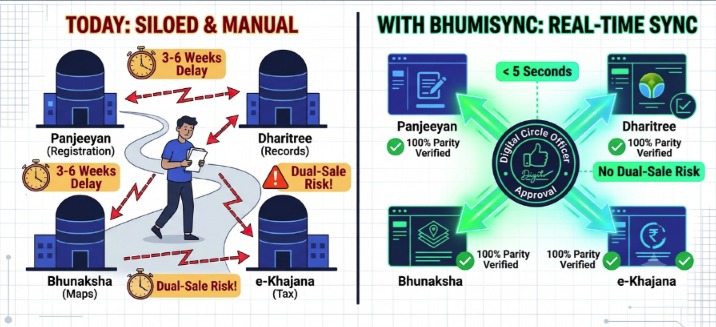 TODAY: SILOED & MANUAL
3-6 Weeks
Delay
Panjeeyan
(Registration)
Dharitree
(Records)
3-6 Weeks
Delay
Dual-Sale
Risk!
Bhunaksha
(Maps)
Dual-Sale Risk!
e-Khajana
(Tax)
WITH BHUMISYNC: REAL-TIME SYNC
< 5 Seconds
Panjeeyan
100% Parity
Verified
Dharitree
100% Parity
Verified
Digital Circle Officer
Approval
No Dual-Sale Risk
Bhunaksha
100% Parity
Verified
100% Parity
Verified
₹
e-Khajana